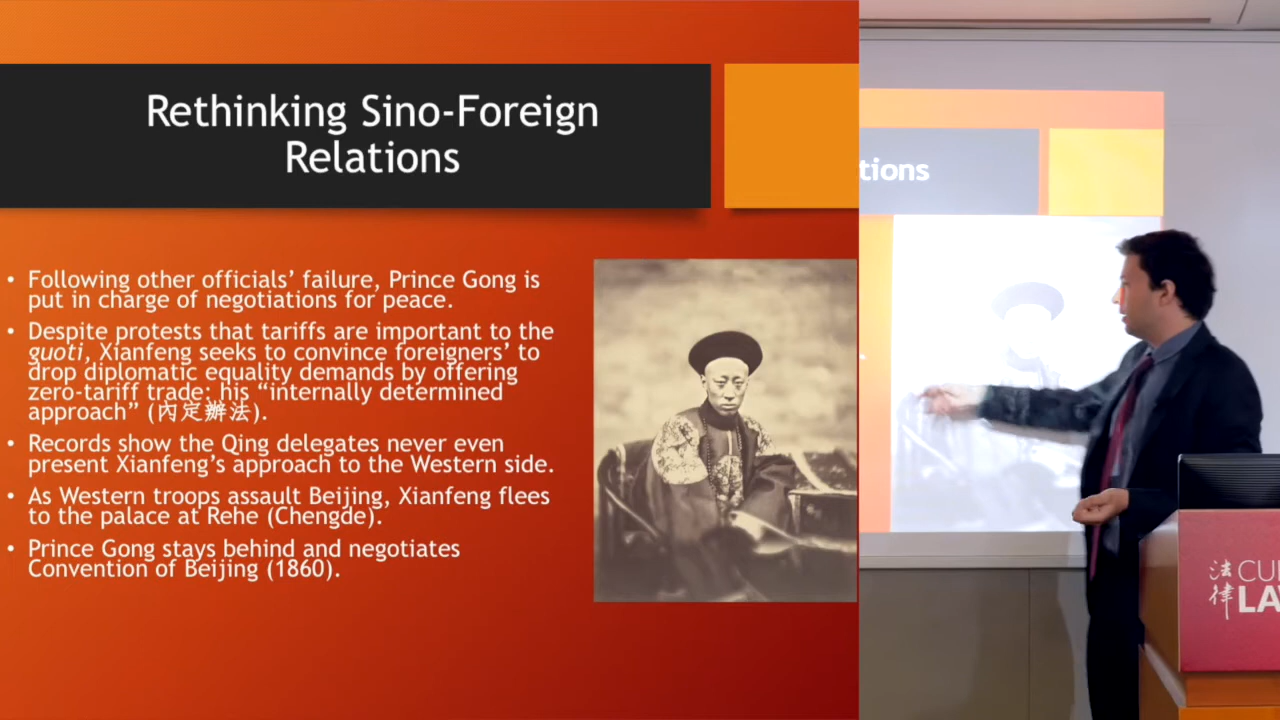 Rethinking Sino-Foreign
Relations
• Following other officials’ failure, Prince Gong is
put in charge of negotiations for peace.
• Despite protests that tariffs are important to the
guoti, Xianfeng seeks to convince foreigners’ to
drop diplomatic equality demands by offering
zero-tariff trade: his “internally determined
approach” (內定辦法).
• Records show the Qing delegates never even
present Xianfeng’s approach to the Western side.
• As Western troops assault Beijing, Xianfeng flees
to the palace at Rehe (Chengde).
• Prince Gong stays behind and negotiates
Convention of Beijing (1860).
tions
法律
CU
LA